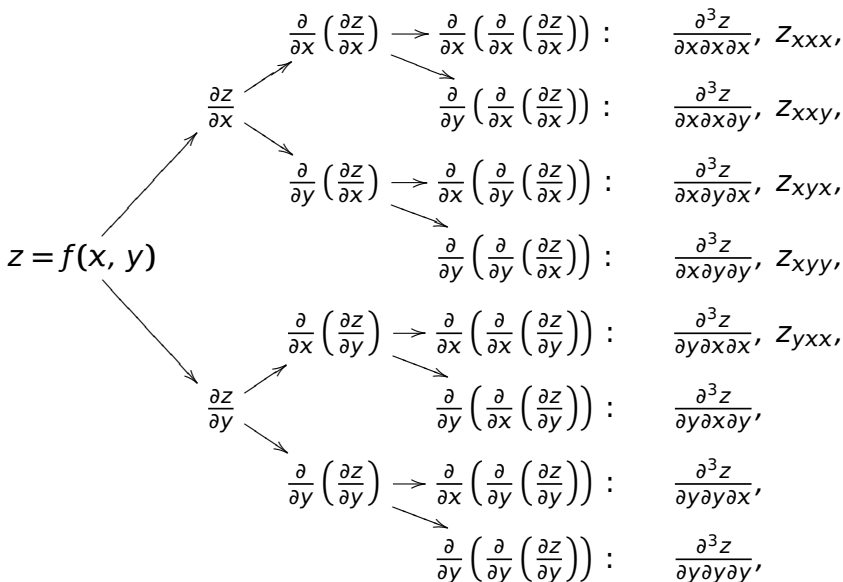 ∂/∂x (∂z/∂x) → ∂/∂x (∂/∂x (∂z/∂x)) : ∂³z/∂x∂x∂x, z_xxx,
∂z/∂x ∂/∂y (∂/∂x (∂z/∂x)) : ∂³z/∂x∂x∂y, z_xxy,
∂/∂y (∂z/∂x) → ∂/∂x (∂/∂y (∂z/∂x)) : ∂³z/∂x∂y∂x, z_xyx,
z = f(x, y) ∂/∂y (∂/∂y (∂z/∂x)) : ∂³z/∂x∂y∂y, z_xyy,
∂/∂x (∂z/∂y) → ∂/∂x (∂/∂x (∂z/∂y)) : ∂³z/∂y∂x∂x, z_yxx,
∂z/∂y ∂/∂y (∂/∂x (∂z/∂y)) : ∂³z/∂y∂x∂y,
∂/∂y (∂z/∂y) → ∂/∂x (∂/∂y (∂z/∂y)) : ∂³z/∂y∂y∂x,
∂/∂y (∂/∂y (∂z/∂y)) : ∂³z/∂y∂y∂y,